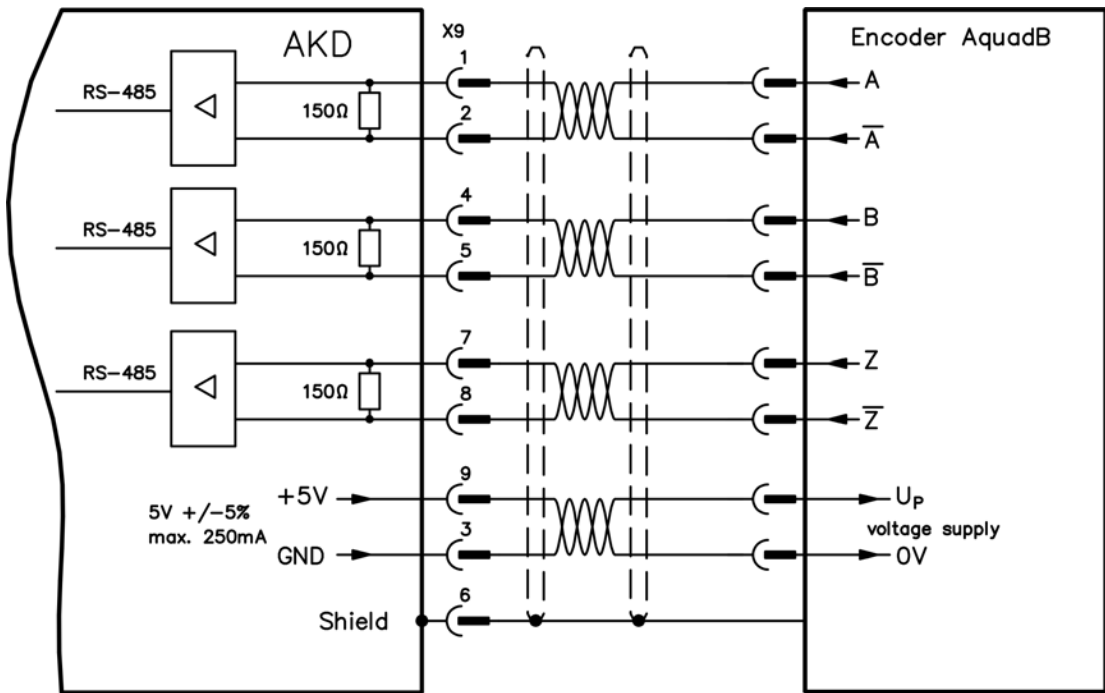 AKD
X9
Encoder AquadB
RS-485
150Ω
1
2
A
A̅
RS-485
150Ω
4
5
B
B̅
RS-485
150Ω
7
8
Z
Z̅
5V +/-5%
max. 250mA
+5V
GND
9
3
U_P
voltage supply
0V
Shield
6